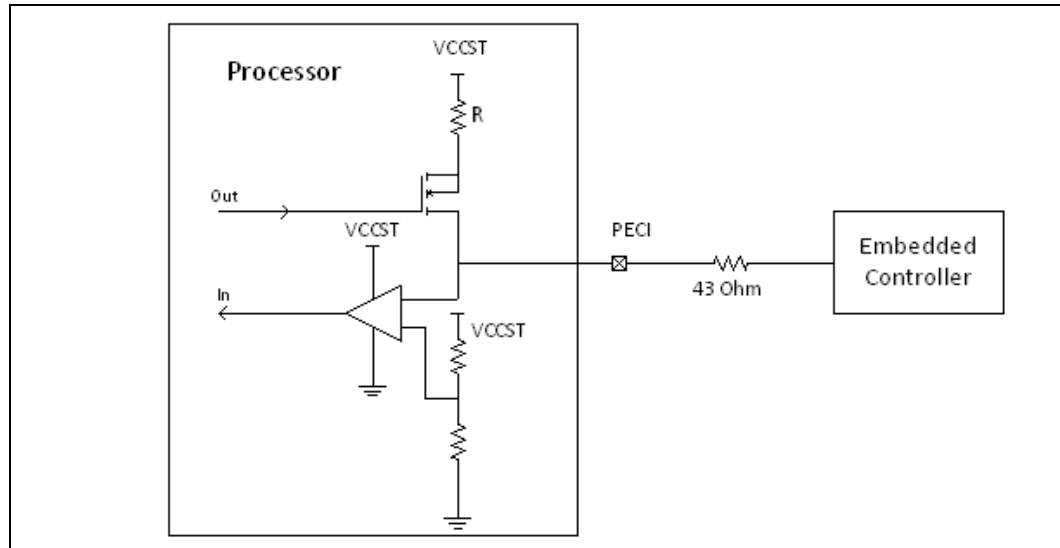 VCCST
Processor
R
Out
VCCST
PECI
Embedded
Controller
43 Ohm
In
VCCST